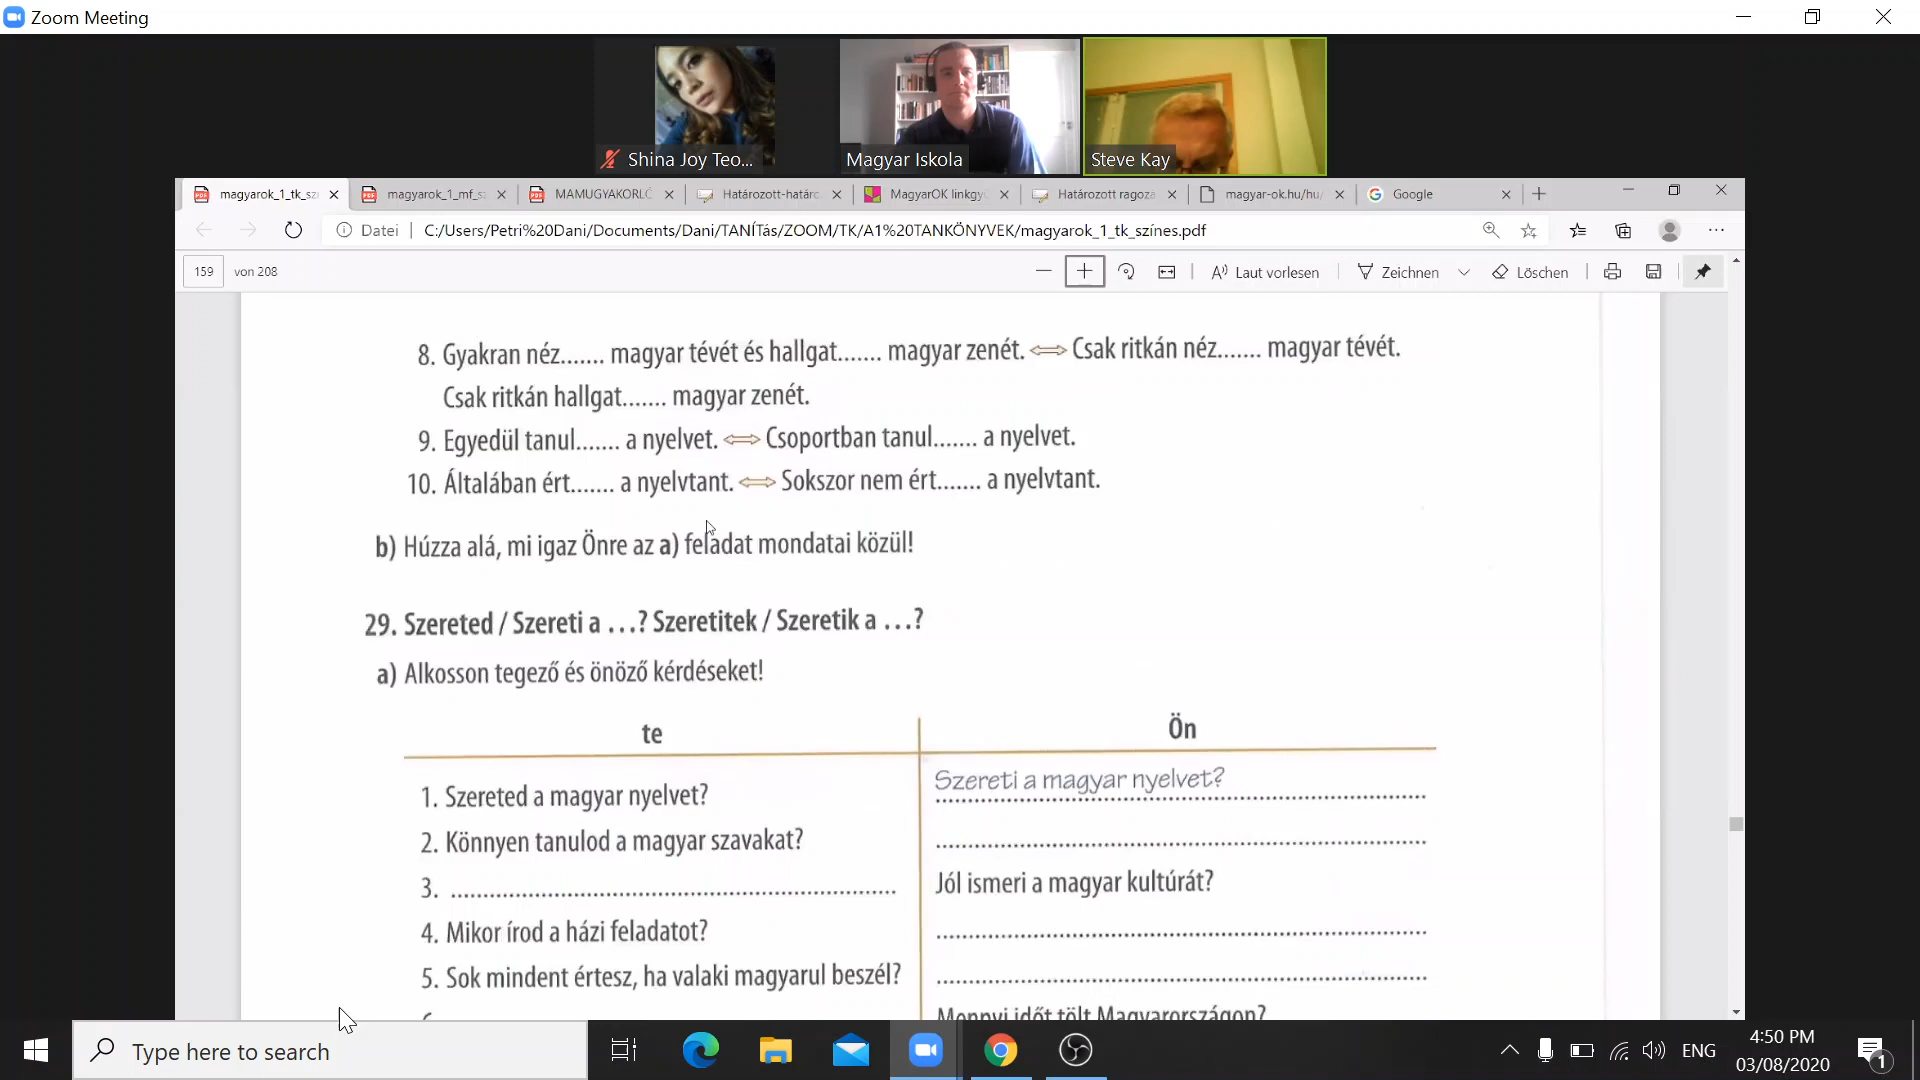 Zoom Meeting
Shina Joy Teo...
Magyar Iskola
Steve Kay
magyarok_1_tk_sz
magyarok_1_mf_s
MAMUGYAKORLÓ
Határozott-határo
MagyarOK linkgy
Határozott ragozá
magyar-ok.hu/hu/
Google
Datei
C:/Users/Petri%20Dani/Documents/Dani/TANÍTás/ZOOM/TK/A1%20TANKÖNYVEK/magyarok_1_tk_színes.pdf
159 von 208
Laut vorlesen
Zeichnen
Löschen
8. Gyakran néz....... magyar tévét és hallgat....... magyar zenét. ⇔ Csak ritkán néz....... magyar tévét.
Csak ritkán hallgat....... magyar zenét.
9. Egyedül tanul....... a nyelvet. ⇔ Csoportban tanul....... a nyelvet.
10. Általában ért....... a nyelvtant. ⇔ Sokszor nem ért....... a nyelvtant.
b) Húzza alá, mi igaz Önre az a) feladat mondatai közül!
29. Szereted / Szereti a ...? Szeretitek / Szeretik a ...?
a) Alkosson tegező és önöző kérdéseket!
te
Ön
1. Szereted a magyar nyelvet?
Szereti a magyar nyelvet?
2. Könnyen tanulod a magyar szavakat?
3.
Jól ismeri a magyar kultúrát?
4. Mikor írod a házi feladatot?
5. Sok mindent értesz, ha valaki magyarul beszél?
Mennyi időt tölt Magyarországon?
Type here to search
ENG
4:50 PM
03/08/2020
1